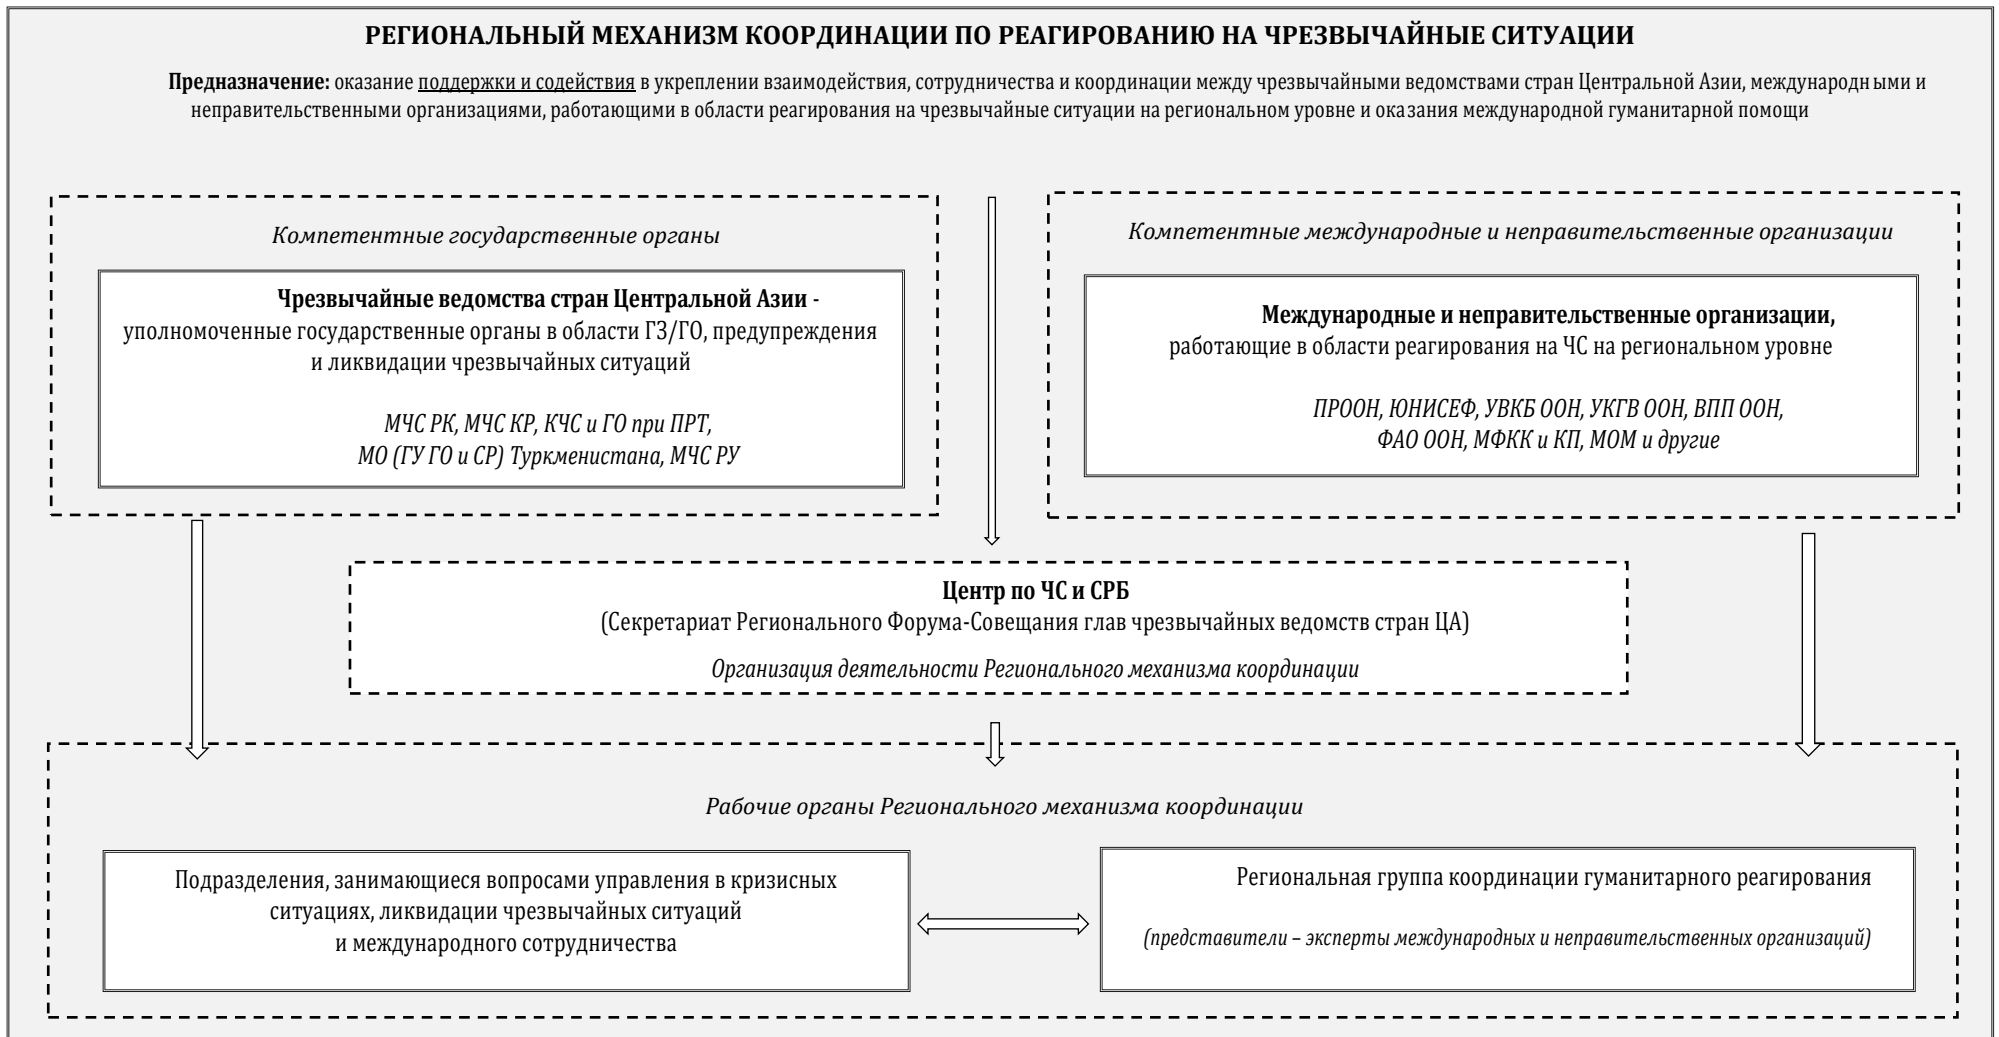 РЕГИОНАЛЬНЫЙ МЕХАНИЗМ КООРДИНАЦИИ ПО РЕАГИРОВАНИЮ НА ЧРЕЗВЫЧАЙНЫЕ СИТУАЦИИ
Предназначение: оказание поддержки и содействия в укреплении взаимодействия, сотрудничества и координации между чрезвычайными ведомствами стран Центральной Азии, международными и
неправительственными организациями, работающими в области реагирования на чрезвычайные ситуации на региональном уровне и оказания международной гуманитарной помощи
Компетентные государственные органы
Чрезвычайные ведомства стран Центральной Азии -
уполномоченные государственные органы в области ГЗ/ГО, предупреждения
и ликвидации чрезвычайных ситуаций
МЧС РК, МЧС КР, КЧС и ГО при ПРТ,
МО (ГУ ГО и СР) Туркменистана, МЧС РУ
Компетентные международные и неправительственные организации
Международные и неправительственные организации,
работающие в области реагирования на ЧС на региональном уровне
ПРООН, ЮНИСЕФ, УВКБ ООН, УКГВ ООН, ВПП ООН,
ФАО ООН, МФКК и КП, МОМ и другие
Центр по ЧС и СРБ
(Секретариат Регионального Форума-Совещания глав чрезвычайных ведомств стран ЦА)
Организация деятельности Регионального механизма координации
Рабочие органы Регионального механизма координации
Подразделения, занимающиеся вопросами управления в кризисных
ситуациях, ликвидации чрезвычайных ситуаций
и международного сотрудничества
Региональная группа координации гуманитарного реагирования
(представители – эксперты международных и неправительственных организаций)